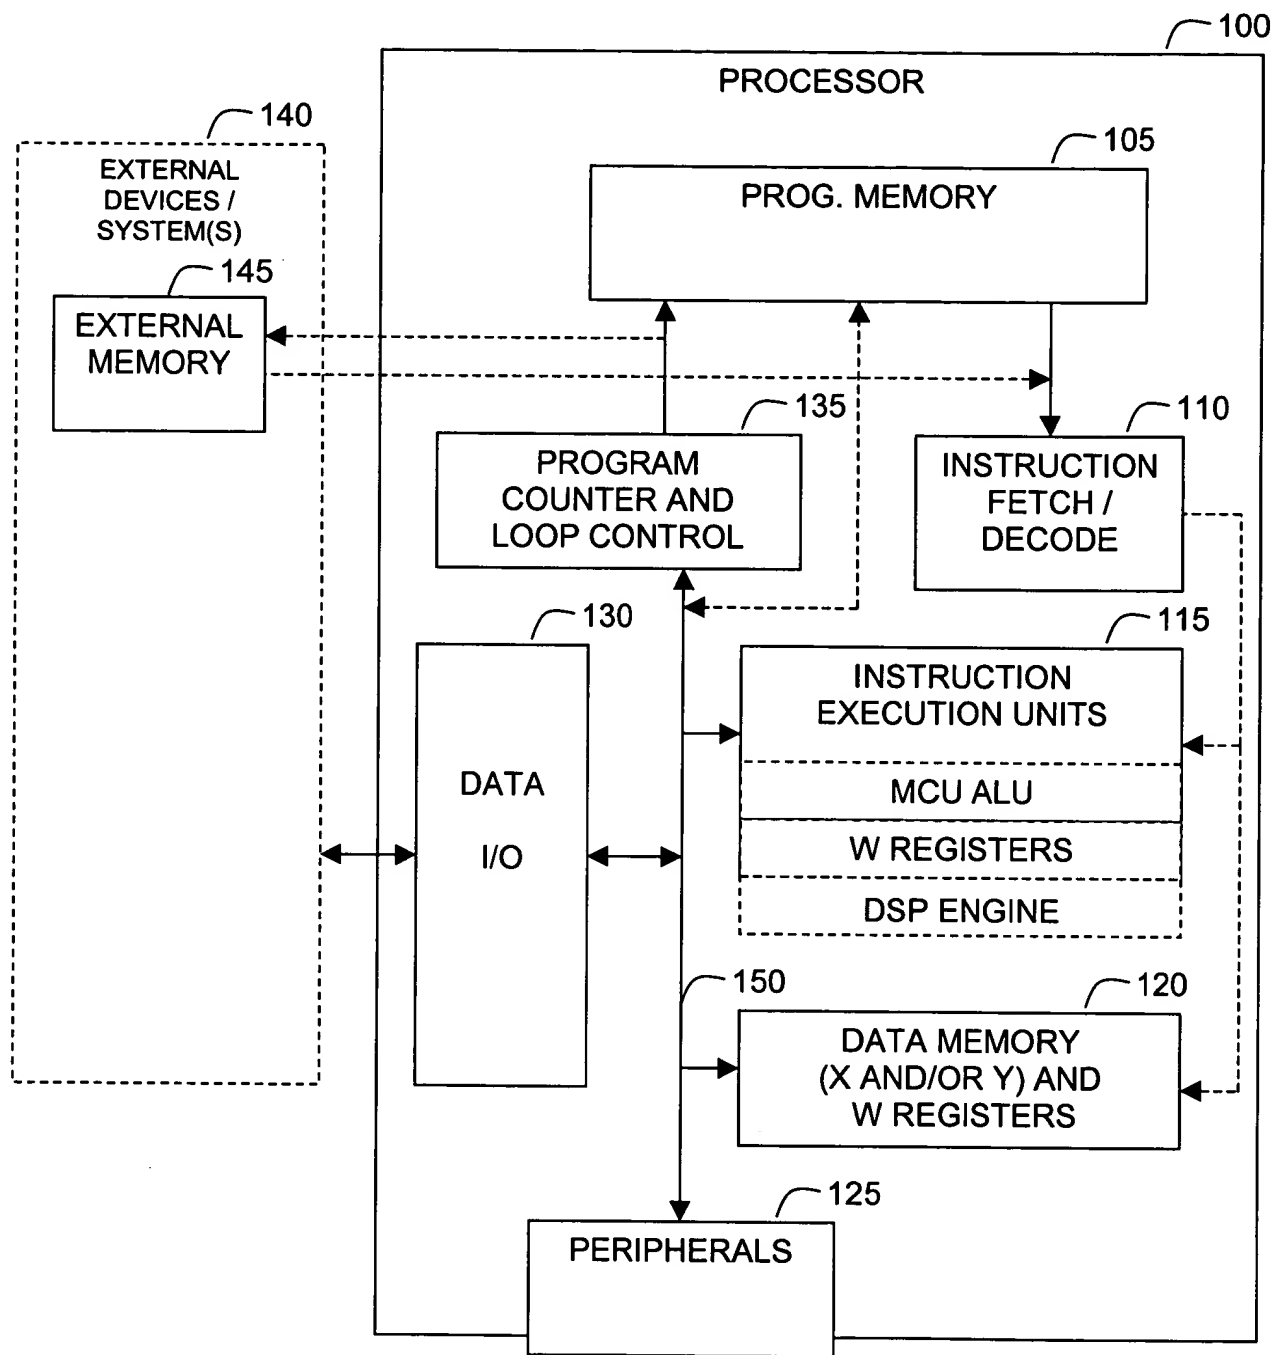 100
PROCESSOR
140
EXTERNAL
DEVICES /
SYSTEM(S)
105
PROG. MEMORY
145
EXTERNAL
MEMORY
135
PROGRAM
COUNTER AND
LOOP CONTROL
110
INSTRUCTION
FETCH /
DECODE
130
DATA
I/O
115
INSTRUCTION
EXECUTION UNITS
MCU ALU
W REGISTERS
DSP ENGINE
150
120
DATA MEMORY
(X AND/OR Y) AND
W REGISTERS
125
PERIPHERALS